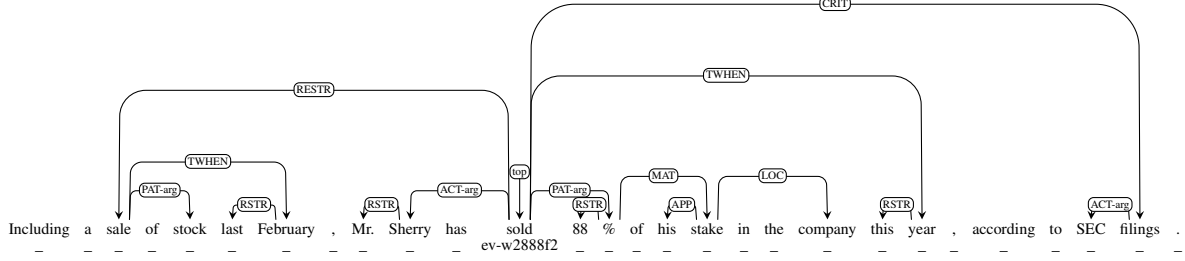 CRIT
TWHEN
RESTR
TWHEN top MAT LOC
PAT-arg ACT-arg PAT-arg
RSTR RSTR RSTR APP RSTR ACT-arg
Including a sale of stock last February , Mr. Sherry has sold 88 % of his stake in the company this year , according to SEC filings .
_ _ _ _ _ _ _ _ _ _ _ ev-w2888f2 _ _ _ _ _ _ _ _ _ _ _ _ _ _ _ _